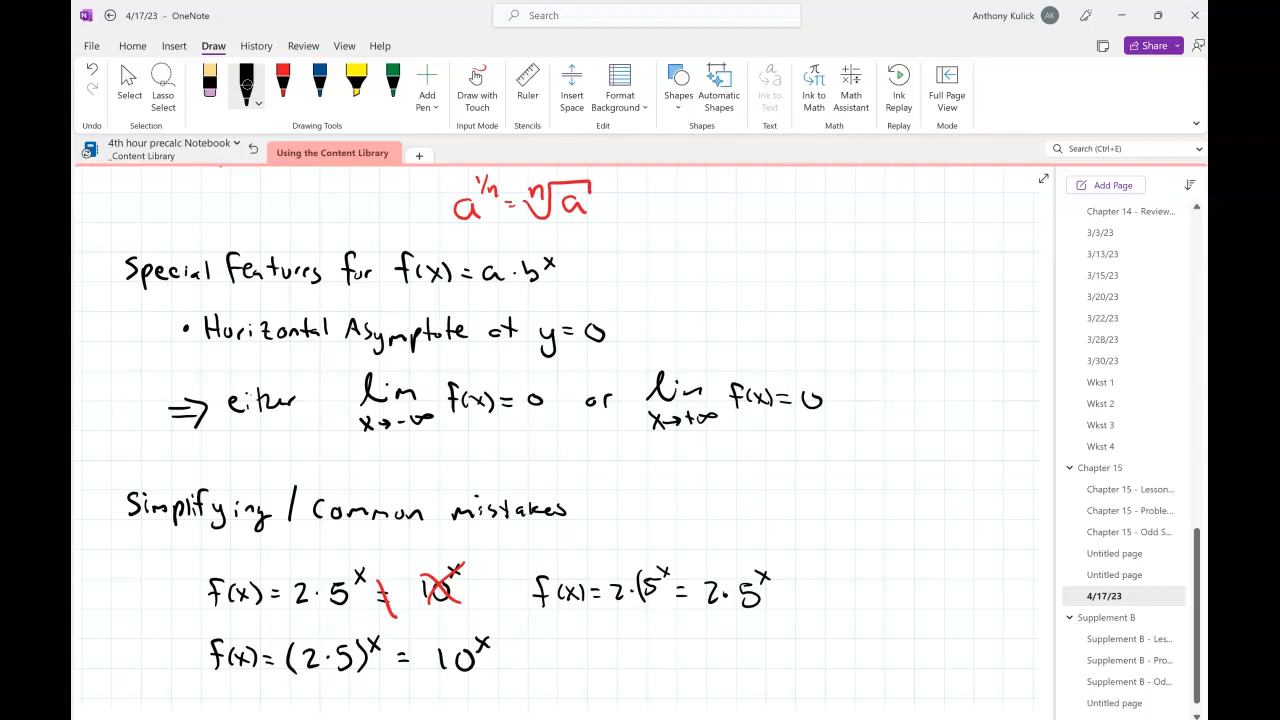 4/17/23 - OneNote
Search
Anthony Kulick AK
File Home Insert Draw History Review View Help
Share
Undo
Select
Lasso Select
Add Pen
Draw with Touch
Ruler
Insert Space
Format Background
Shapes
Automatic Shapes
Ink to Text
Ink to Math
Math Assistant
Ink Replay
Full Page View
Undo Selection Drawing Tools Input Mode Stencils Edit Shapes Text Math Replay Mode
4th hour precalc Notebook
_Content Library
Using the Content Library
+
Search (Ctrl+E)
a^{1/n} = ⁿ√a
Special Features for f(x) = a · b^x
• Horizontal Asymptote at y = 0
⇒ either lim x→-∞ f(x) = 0 or lim x→+∞ f(x) = 0
Simplifying / Common mistakes
f(x) = 2 · 5^x = 10^x f(x) = 2 · (5^x = 2 · 5^x
f(x) = (2 · 5)^x = 10^x
Add Page
Chapter 14 - Review...
3/3/23
3/13/23
3/15/23
3/20/23
3/22/23
3/28/23
3/30/23
Wkst 1
Wkst 2
Wkst 3
Wkst 4
Chapter 15
Chapter 15 - Lesson...
Chapter 15 - Proble...
Chapter 15 - Odd S...
Untitled page
Untitled page
4/17/23
Supplement B
Supplement B - Les...
Supplement B - Pro...
Supplement B - Od...
Untitled page